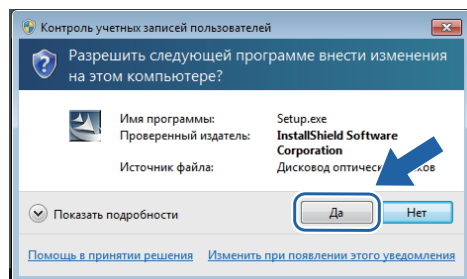 Контроль учетных записей пользователей
Разрешить следующей программе внести изменения
на этом компьютере?
Имя программы: Setup.exe
Проверенный издатель: InstallShield Software
Corporation
Источник файла: Дисковод
Показать подробности Да Нет
Помощь в принятии решения Изменить при появлении этого уведомления